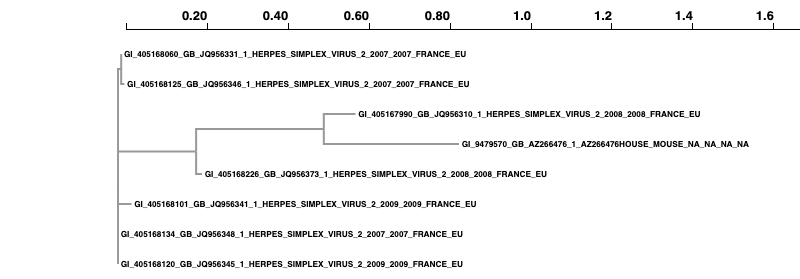 0.20 0.40 0.60 0.80 1.0 1.2 1.4 1.6
GI_405168060_GB_JQ956331_1_HERPES_SIMPLEX_VIRUS_2_2007_2007_FRANCE_EU
GI_405168125_GB_JQ956346_1_HERPES_SIMPLEX_VIRUS_2_2007_2007_FRANCE_EU
GI_405167990_GB_JQ956310_1_HERPES_SIMPLEX_VIRUS_2_2008_2008_FRANCE_EU
GI_9479570_GB_AZ266476_1_AZ266476HOUSE_MOUSE_NA_NA_NA_NA
GI_405168226_GB_JQ956373_1_HERPES_SIMPLEX_VIRUS_2_2008_2008_FRANCE_EU
GI_405168101_GB_JQ956341_1_HERPES_SIMPLEX_VIRUS_2_2009_2009_FRANCE_EU
GI_405168134_GB_JQ956348_1_HERPES_SIMPLEX_VIRUS_2_2007_2007_FRANCE_EU
GI_405168120_GB_JQ956345_1_HERPES_SIMPLEX_VIRUS_2_2009_2009_FRANCE_EU